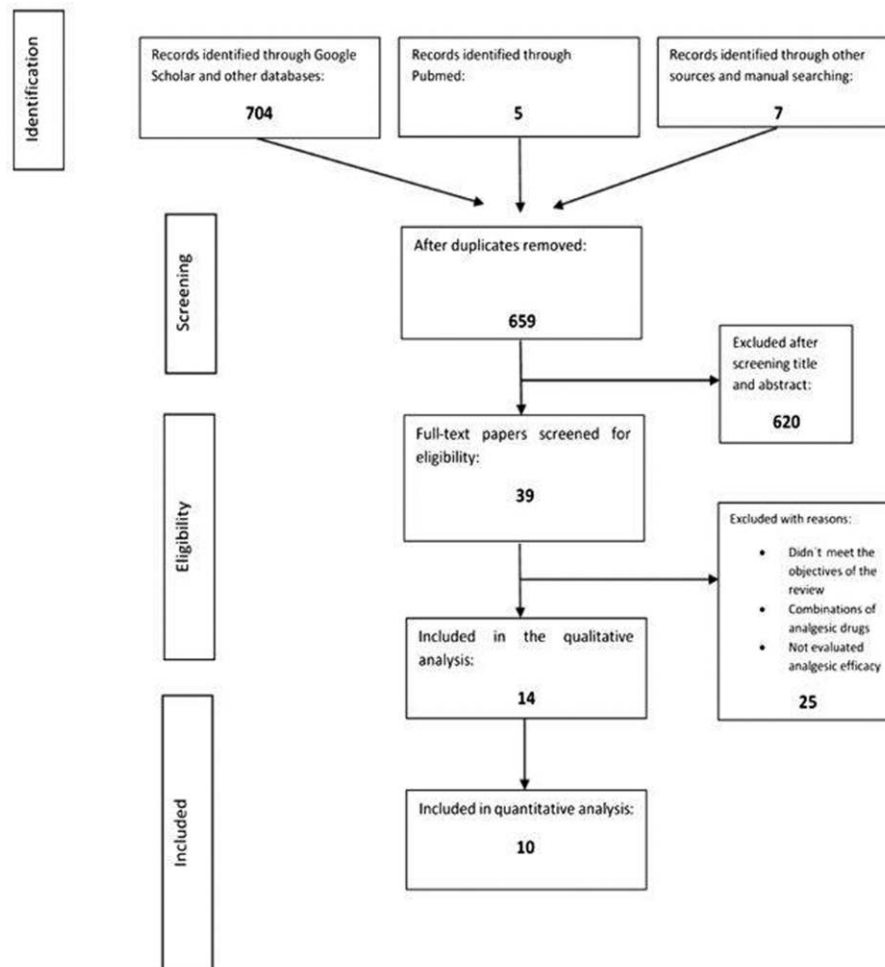 Identification
Records identified through Google
Scholar and other databases:
704
Records identified through
Pubmed:
5
Records identified through other
sources and manual searching:
7
Screening
After duplicates removed:
659
Excluded after
screening title
and abstract:
620
Eligibility
Full-text papers screened for
eligibility:
39
Excluded with reasons:
• Didn´t meet the
objectives of the
review
• Combinations of
analgesic drugs
• Not evaluated
analgesic efficacy
25
Included in the qualitative
analysis:
14
Included
Included in quantitative analysis:
10